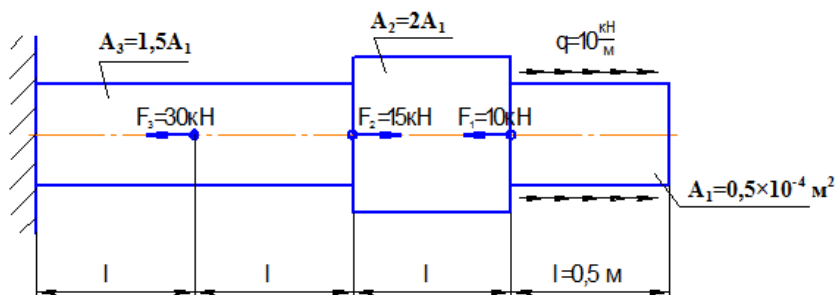 A₃=1,5A₁
A₂=2A₁
q=10 кН/м
F₃=30кН
F₂=15кН
F₁=10кН
A₁=0,5×10⁻⁴ м²
l
l
l
l=0,5 м